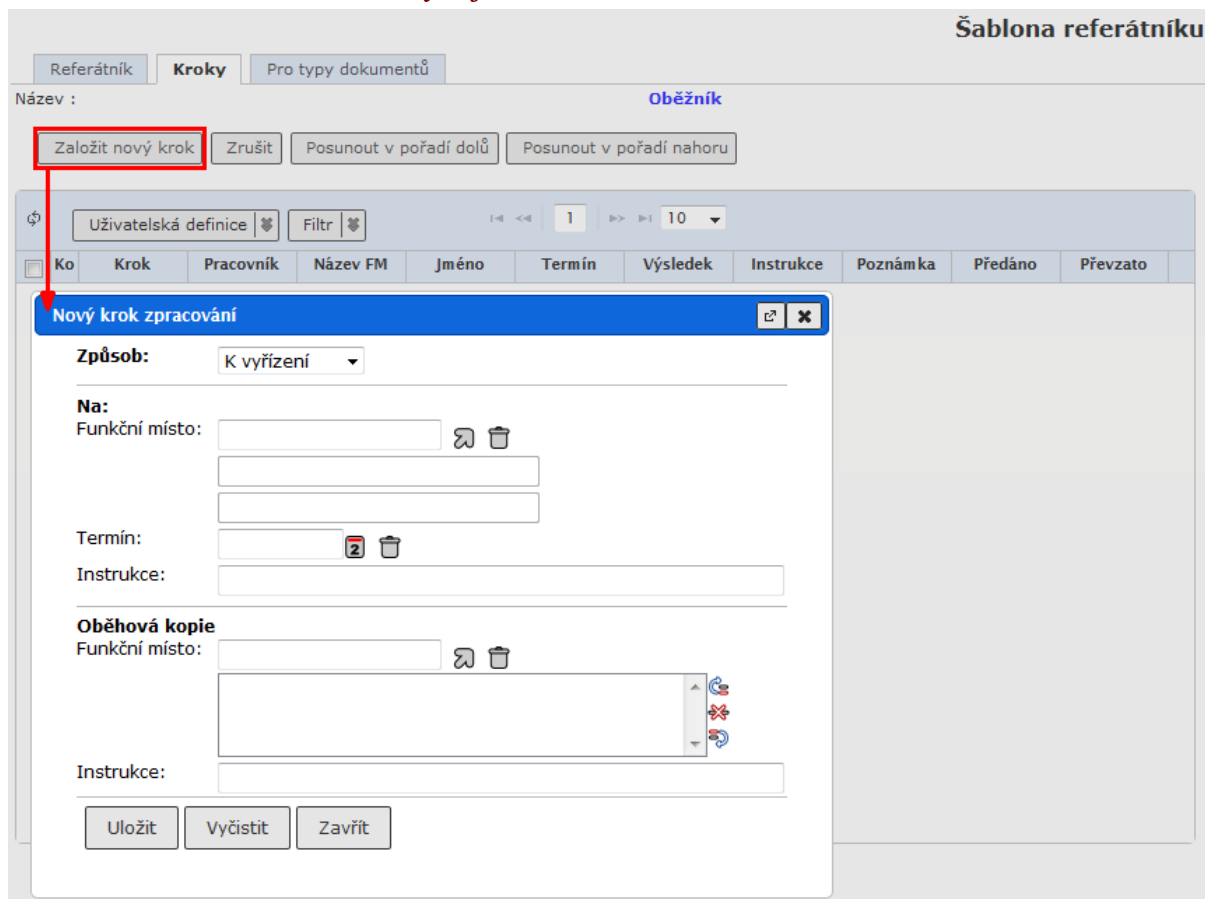 Šablona referátníku
Referátník Kroky Pro typy dokumentů
Název : Oběžník
Založit nový krok Zrušit Posunout v pořadí dolů Posunout v pořadí nahoru
Uživatelská definice Filtr 1 10
Ko Krok Pracovník Název FM Jméno Termín Výsledek Instrukce Poznámka Předáno Převzato
Nový krok zpracování
Způsob: K vyřízení
Na:
Funkční místo:
Termín: 2
Instrukce:
Oběhová kopie
Funkční místo:
Instrukce:
Uložit Vyčistit Zavřít